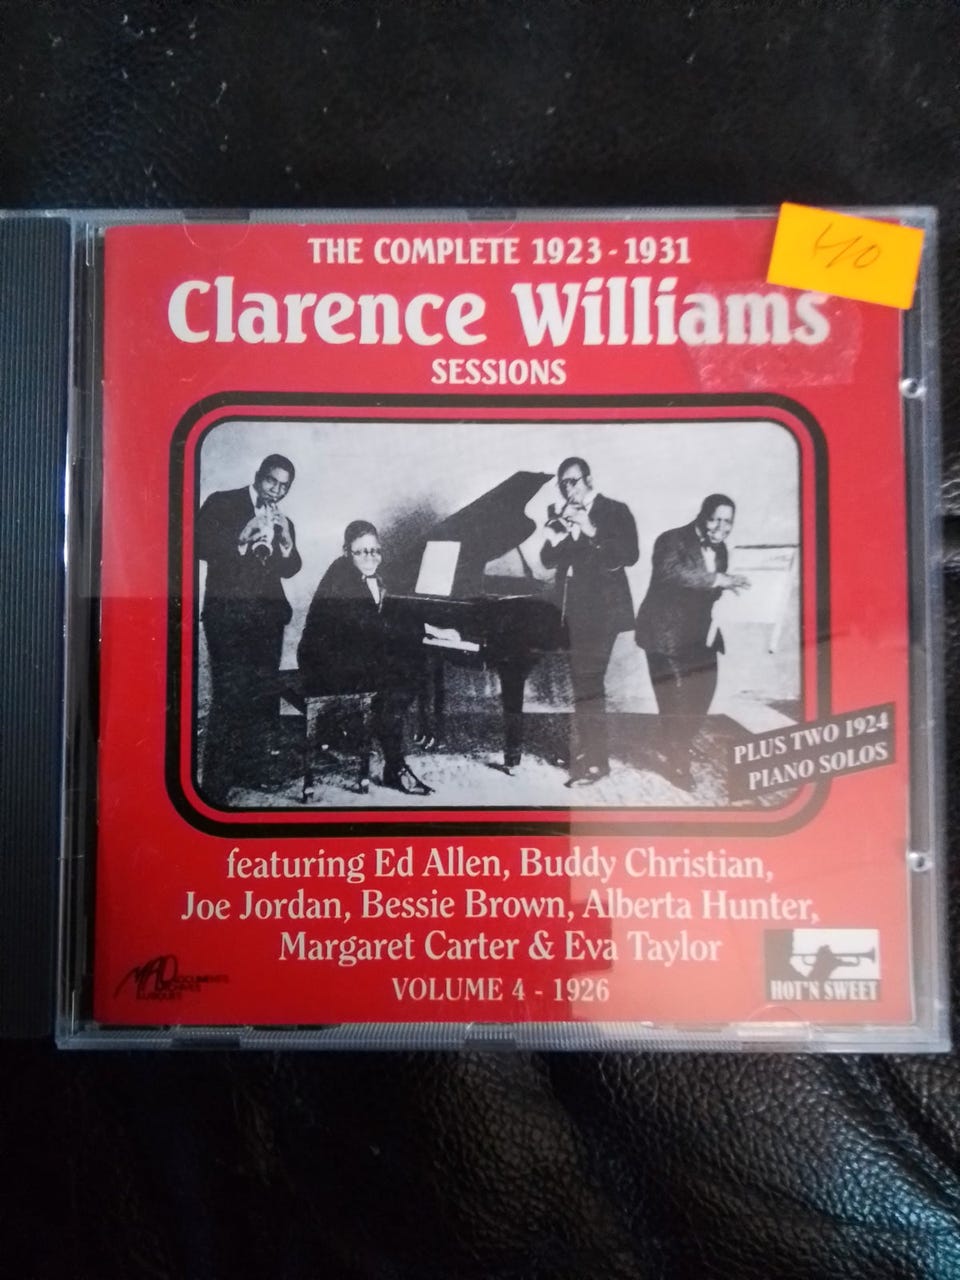 THE COMPLETE 1923-1931
40
Clarence Williams
SESSIONS
PLUS TWO 1924
PIANO SOLOS
featuring Ed Allen, Buddy Christian,
Joe Jordan, Bessie Brown, Alberta Hunter,
Margaret Carter & Eva Taylor
VOLUME 4 - 1926
HOT'N SWEET